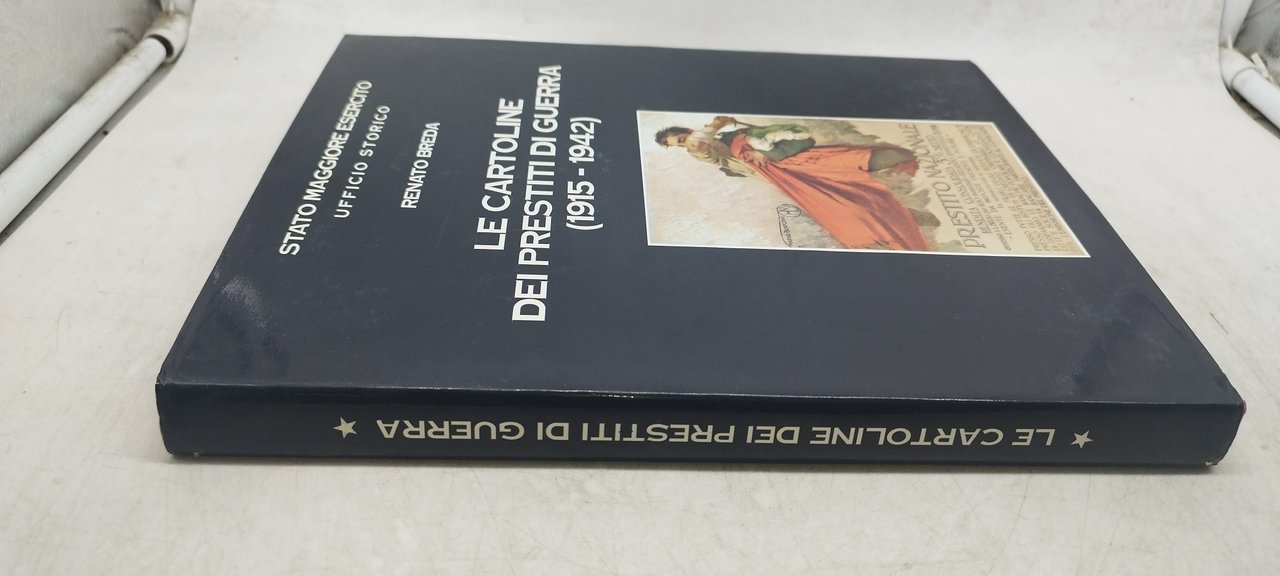 STATO MAGGIORE ESERCITO
UFFICIO STORICO
RENATO BREDA
LE CARTOLINE
DEI PRESTITI DI GUERRA
(1915 - 1942)
PRESTITO NAZIONALE
★ LE CARTOLINE DEI PRESTITI DI GUERRA ★